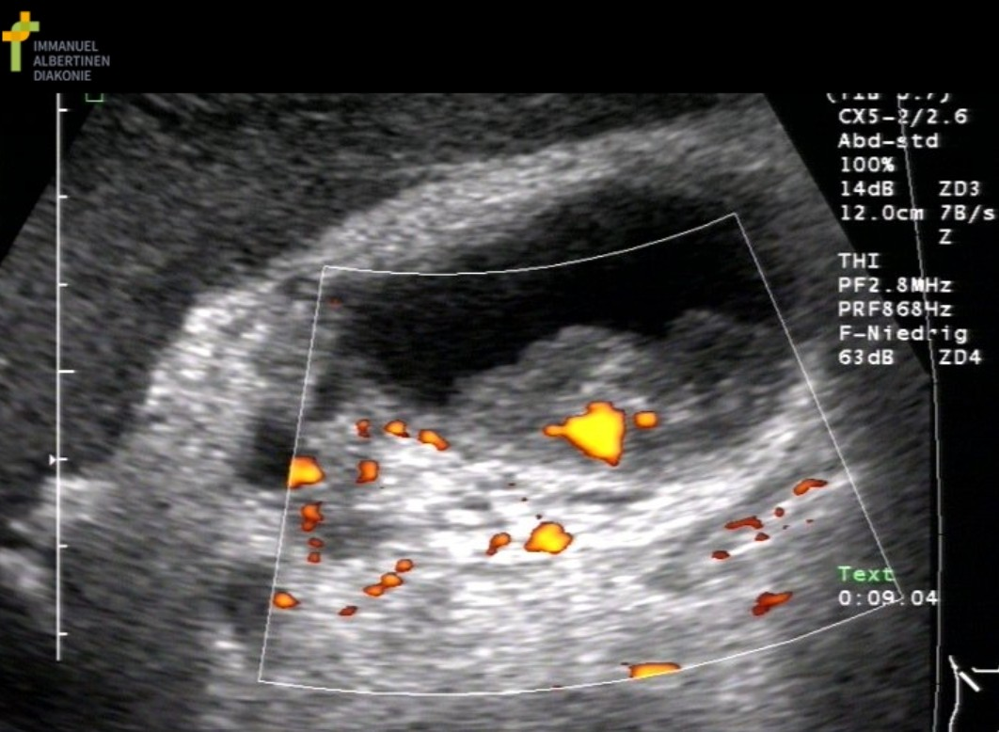 IMMANUEL
ALBERTINEN
DIAKONIE
CX5-2/2.6
Abd-std
100%
14dB ZD3
12.0cm 7B/s
Z
THI
PF2.8MHz
PRF868Hz
F-Niedrig
63dB ZD4
Text
0:09:04